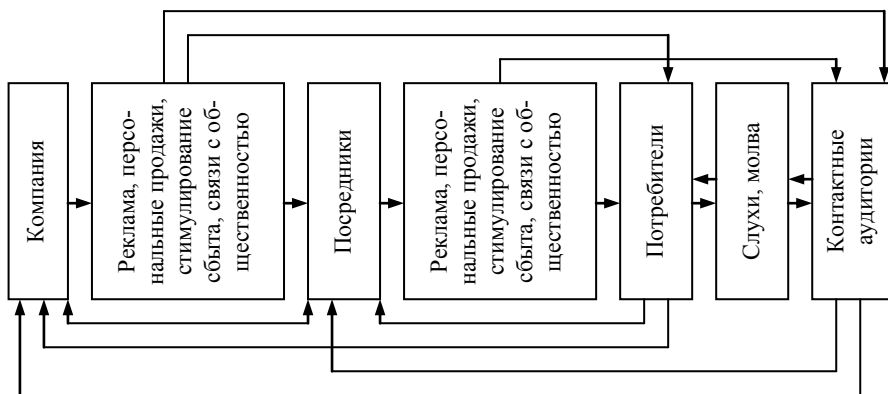 Компания
Реклама, персо-
нальные продажи,
стимулирование
сбыта, связи с об-
щественностью
Посредники
Реклама, персо-
нальные продажи,
стимулирование
сбыта, связи с об-
щественностью
Потребители
Слухи, молва
Контактные
аудитории